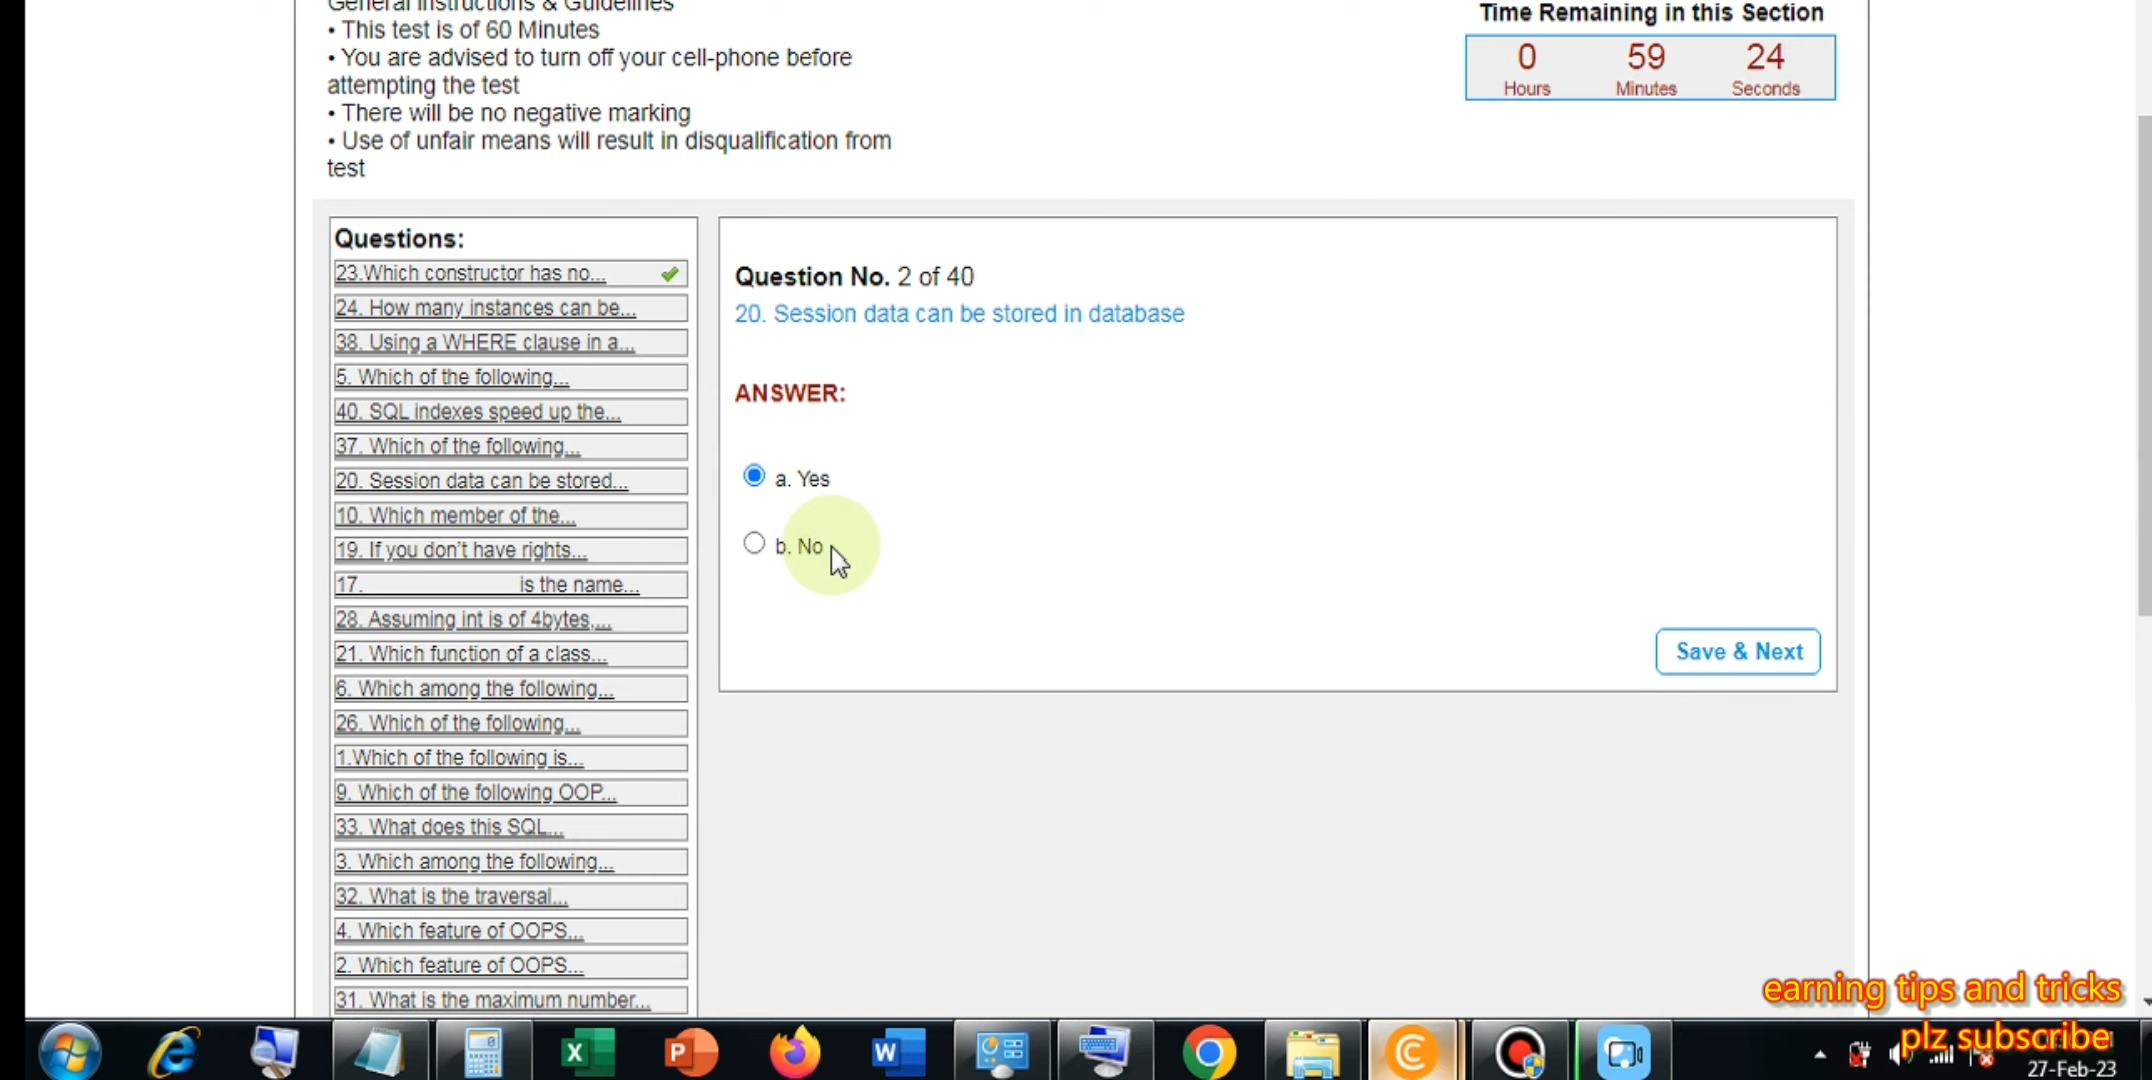 General Instructions & Guidelines
• This test is of 60 Minutes
• You are advised to turn off your cell-phone before
attempting the test
• There will be no negative marking
• Use of unfair means will result in disqualification from
test
Time Remaining in this Section
0 59 24
Hours Minutes Seconds
Questions:
23.Which constructor has no...
24. How many instances can be...
38. Using a WHERE clause in a...
5. Which of the following...
40. SQL indexes speed up the...
37. Which of the following...
20. Session data can be stored...
10. Which member of the...
19. If you don't have rights...
17. ____________ is the name...
28. Assuming int is of 4bytes,...
21. Which function of a class...
6. Which among the following...
26. Which of the following...
1.Which of the following is...
9. Which of the following OOP...
33. What does this SQL...
3. Which among the following...
32. What is the traversal...
4. Which feature of OOPS...
2. Which feature of OOPS...
31. What is the maximum number...
Question No. 2 of 40
20. Session data can be stored in database
ANSWER:
a. Yes
b. No
Save & Next
earning tips and tricks
plz subscribe
27-Feb-23